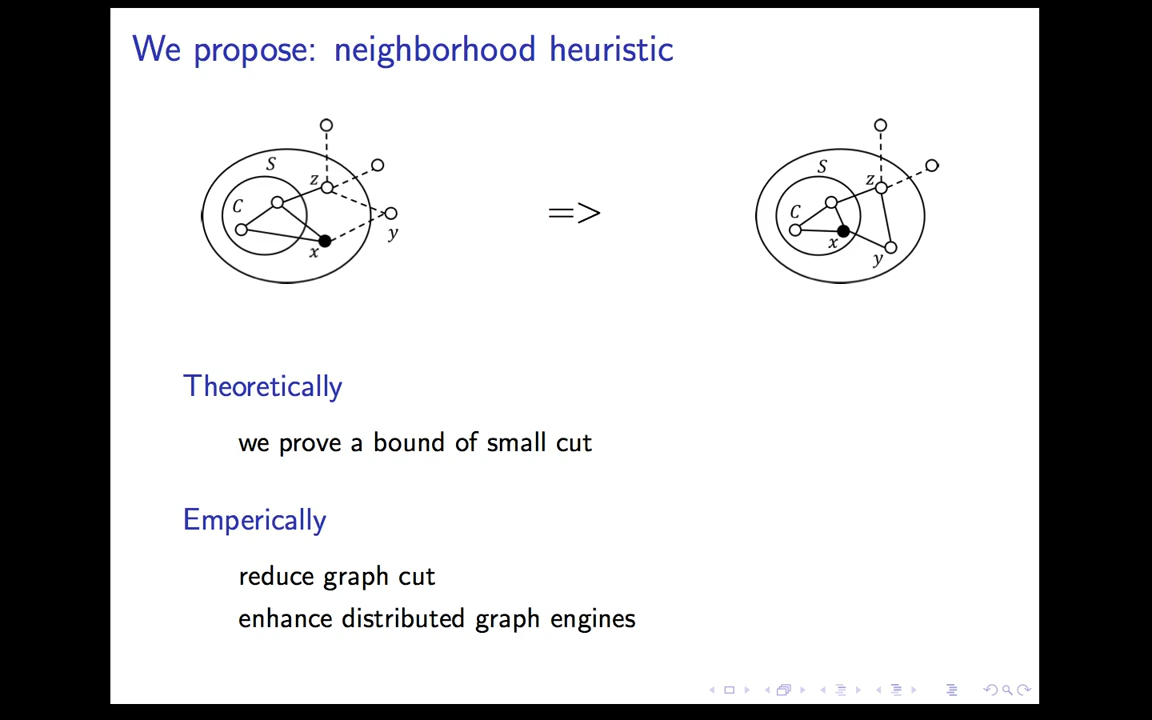 We propose: neighborhood heuristic
S
z
C
x
y
=>
S
z
C
x
y
Theoretically
we prove a bound of small cut
Emperically
reduce graph cut
enhance distributed graph engines